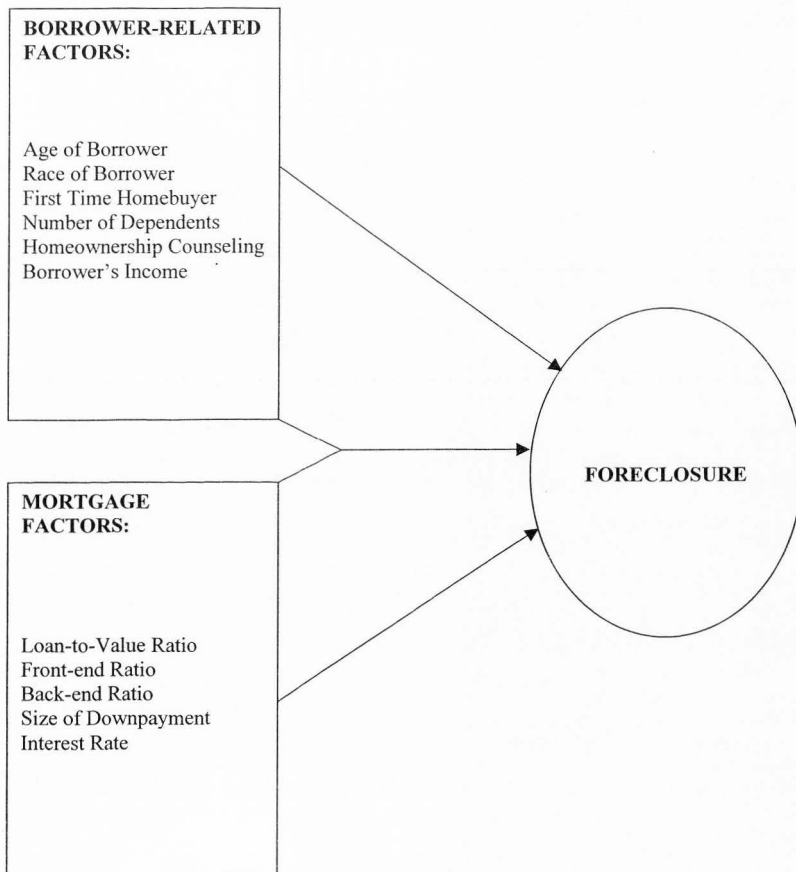 BORROWER-RELATED
FACTORS:
Age of Borrower
Race of Borrower
First Time Homebuyer
Number of Dependents
Homeownership Counseling
Borrower's Income
FORECLOSURE
MORTGAGE
FACTORS:
Loan-to-Value Ratio
Front-end Ratio
Back-end Ratio
Size of Downpayment
Interest Rate